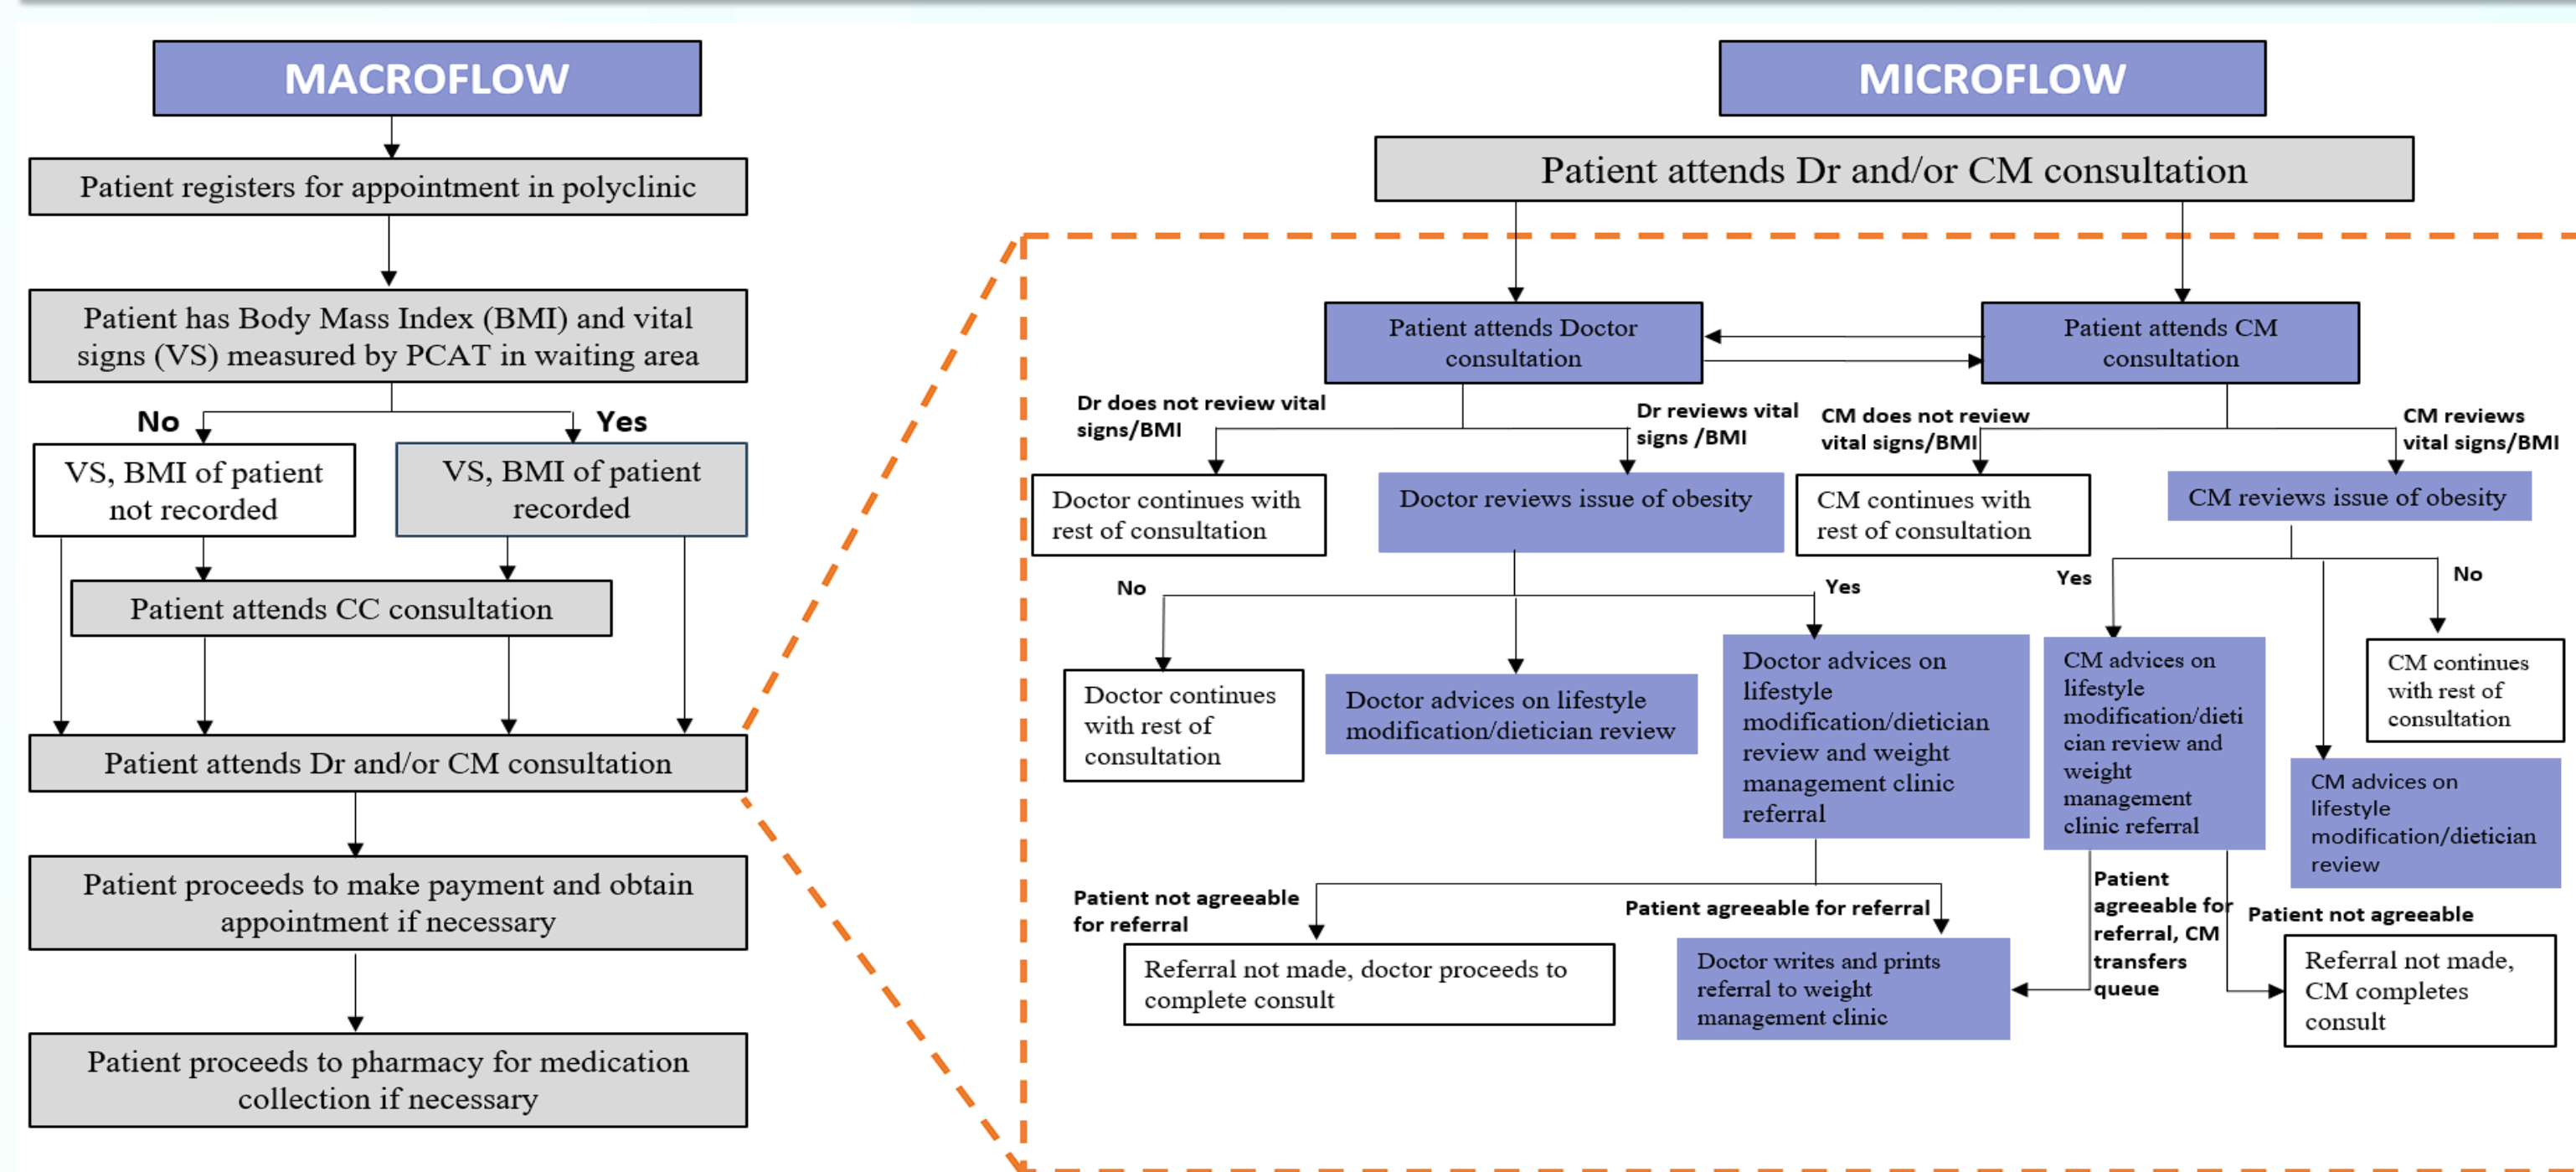 MACROFLOW
Patient registers for appointment in polyclinic
Patient has Body Mass Index (BMI) and vital
signs (VS) measured by PCAT in waiting area
No
Yes
VS, BMI of patient
not recorded
VS, BMI of patient
recorded
Patient attends CC consultation
Patient attends Dr and/or CM consultation
Patient proceeds to make payment and obtain
appointment if necessary
Patient proceeds to pharmacy for medication
collection if necessary
MICROFLOW
Patient attends Dr and/or CM consultation
Patient attends Doctor
consultation
Patient attends CM
consultation
Dr does not review vital
signs/BMI
Dr reviews vital
signs /BMI
CM does not review
vital signs/BMI
CM reviews
vital signs/BMI
Doctor continues with
rest of consultation
Doctor reviews issue of obesity
CM continues with
rest of consultation
CM reviews issue of obesity
No
Yes
Yes
No
Doctor continues
with rest of
consultation
Doctor advices on lifestyle
modification/dietician review
Doctor advices on
lifestyle
modification/dietician
review and weight
management clinic
referral
CM advices on
lifestyle
modification/dieti
cian review and
weight
management
clinic referral
CM continues
with rest of
consultation
CM advices on
lifestyle
modification/dietician
review
Patient not agreeable
for referral
Patient agreeable for referral
Patient
agreeable for
referral, CM
transfers
queue
Patient not agreeable
Referral not made, doctor proceeds to
complete consult
Doctor writes and prints
referral to weight
management clinic
Referral not made,
CM completes
consult